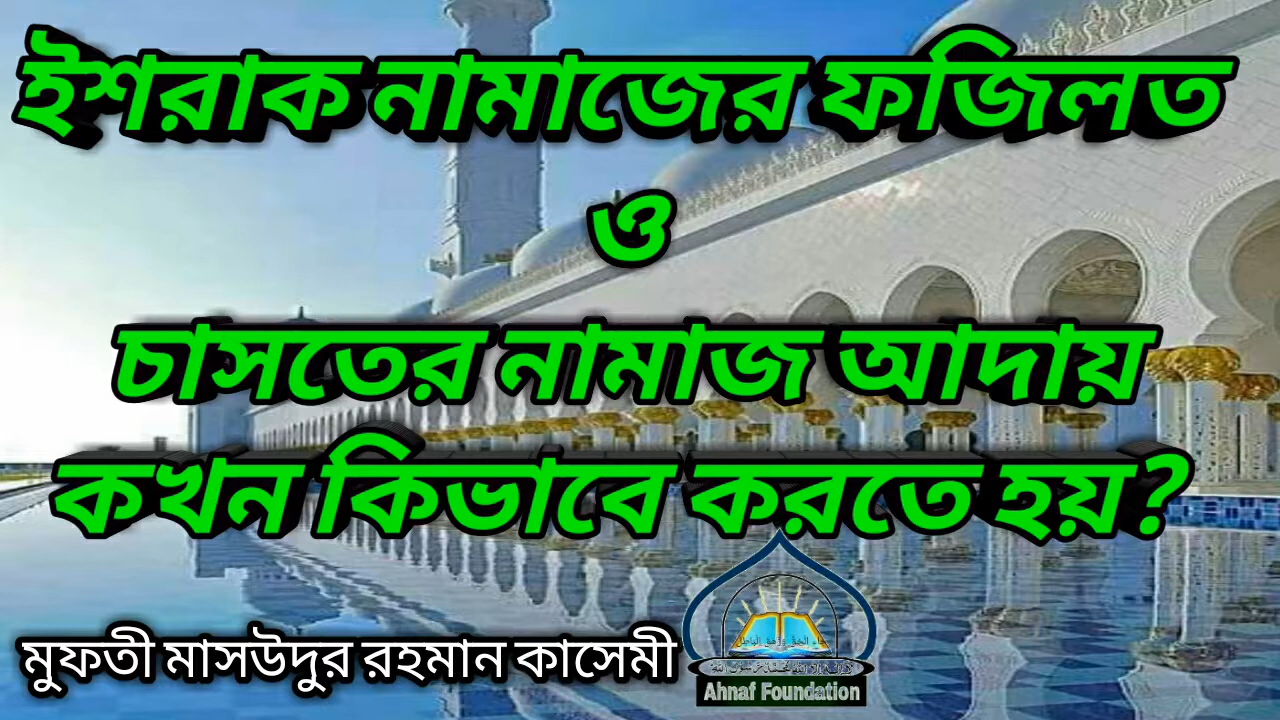 ইশরাক নামাজের ফজিলত
ও
চাসতের নামাজ আদায়
কখন কিভাবে করতে হয়?
মুফতী মাসউদুর রহমান কাসেমী
Ahnaf Foundation